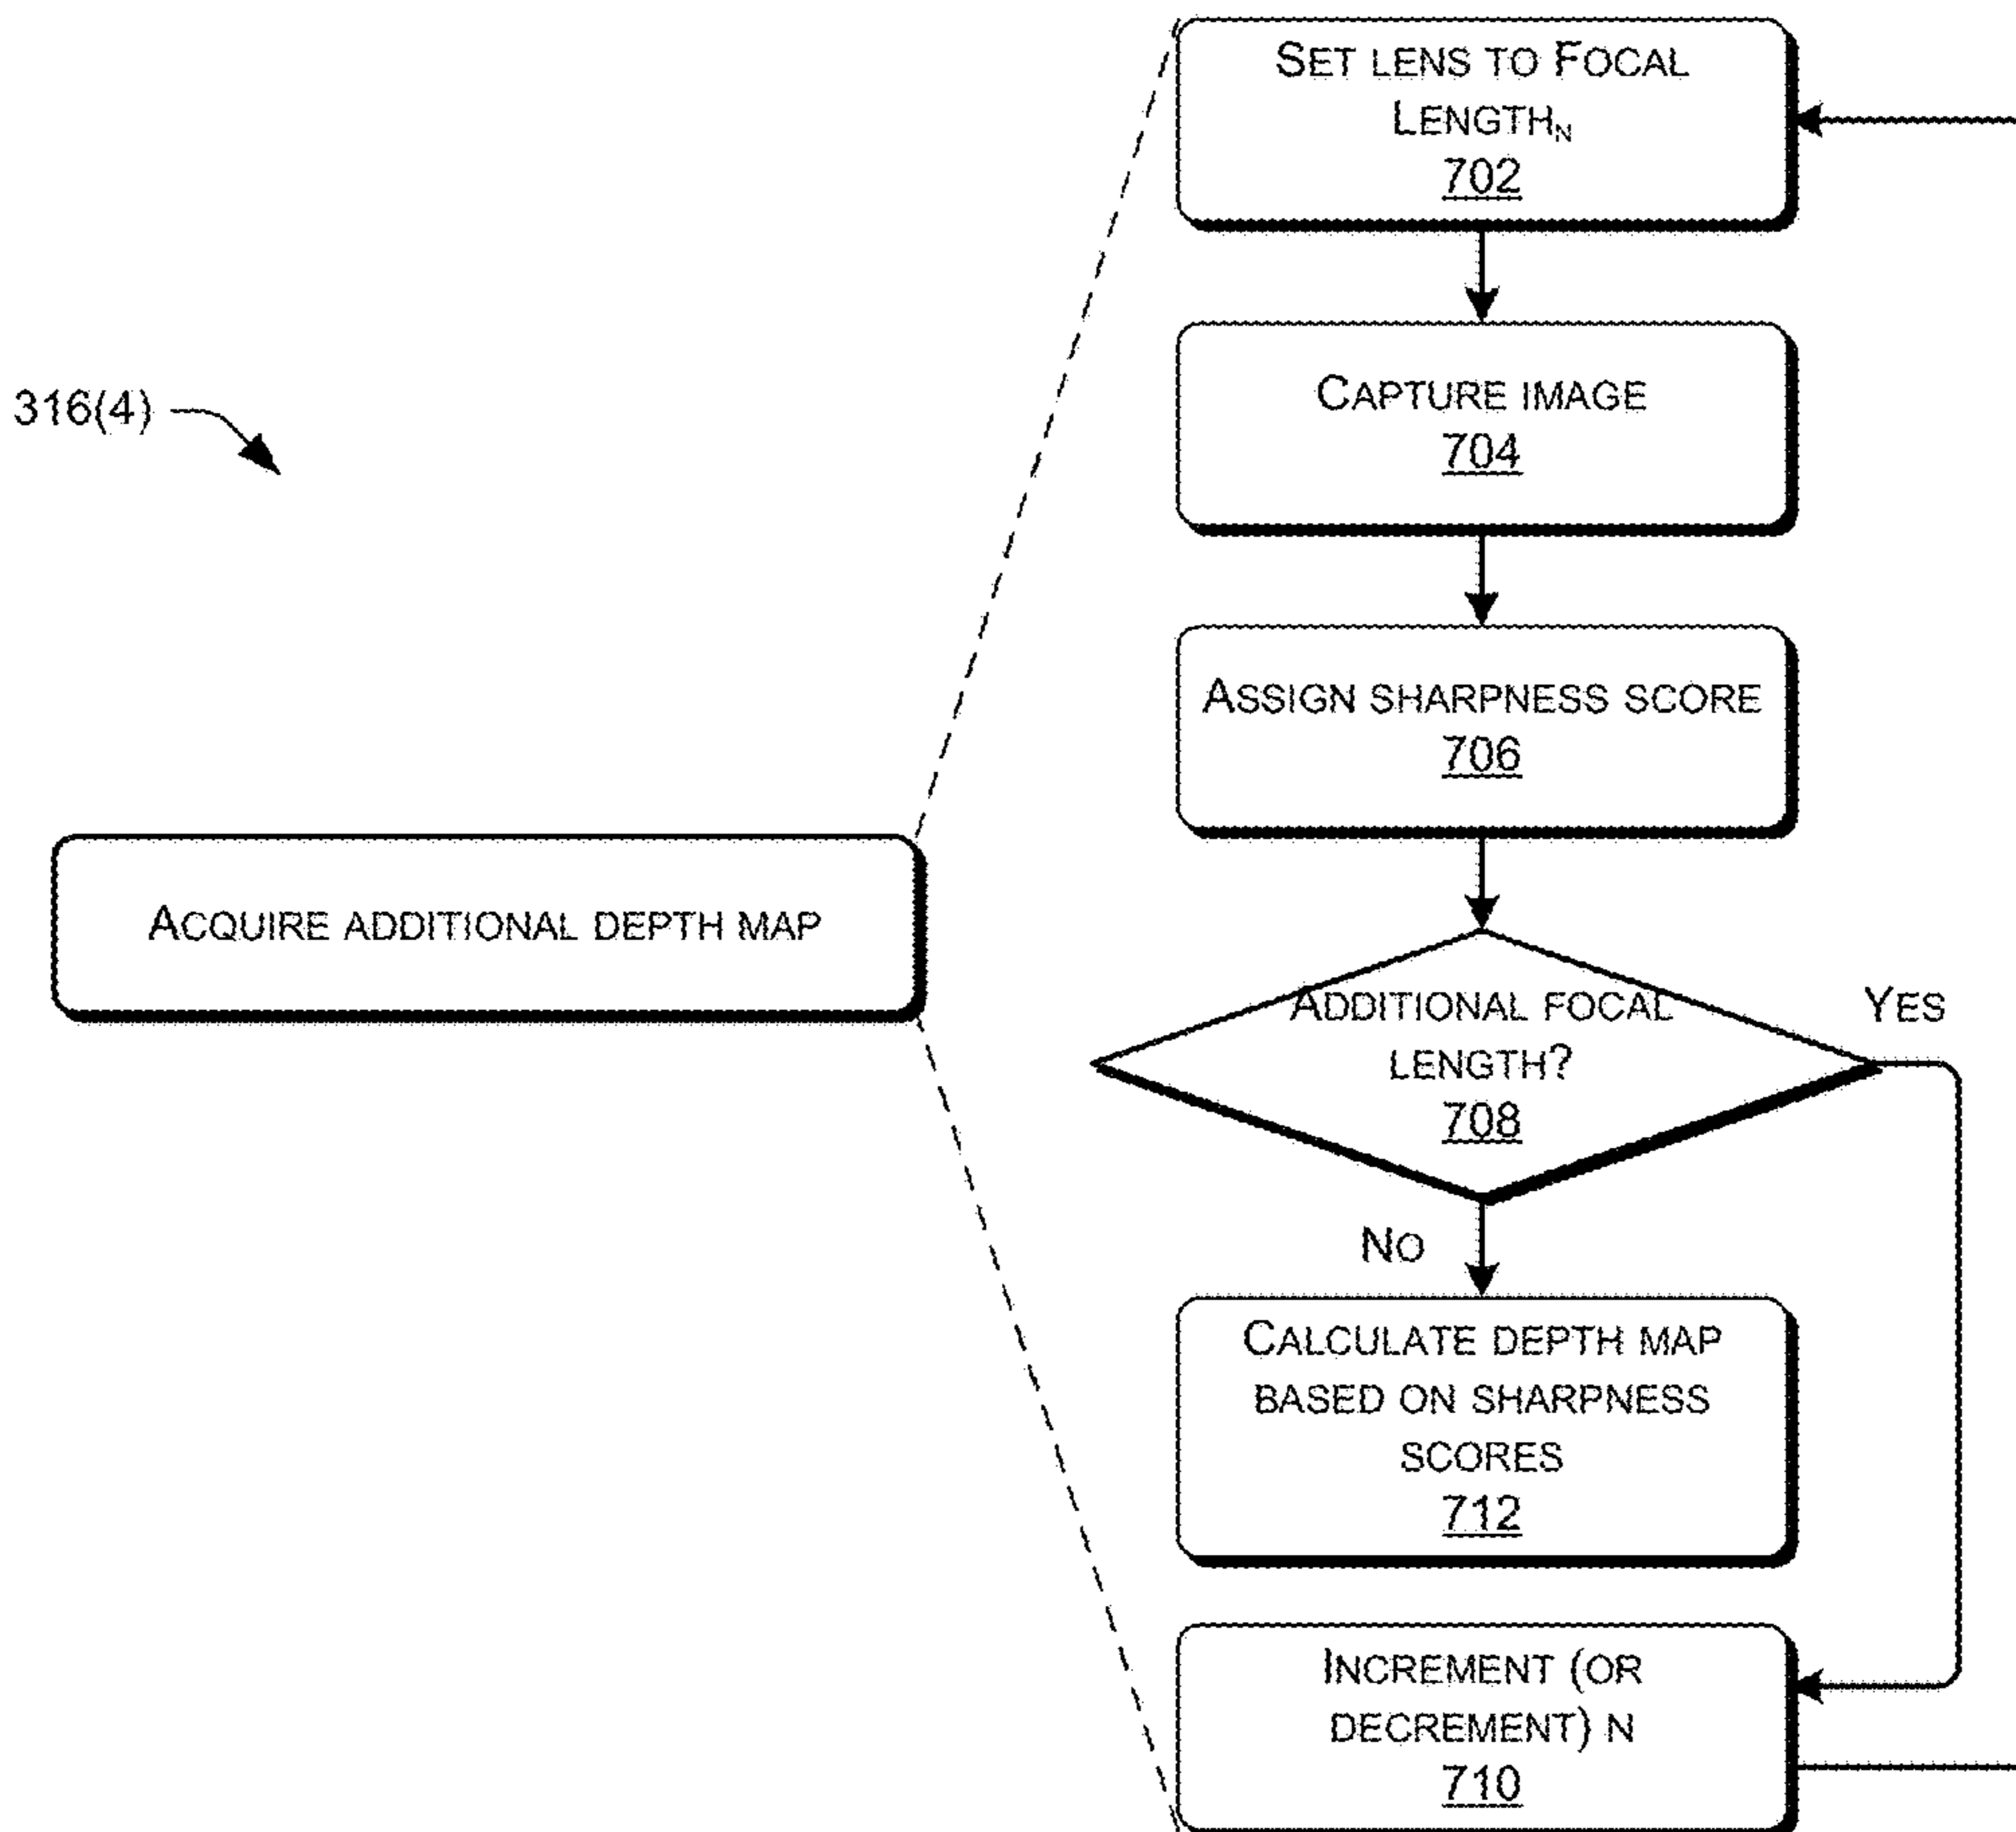 SET LENS TO FOCAL
LENGTHN
702
CAPTURE IMAGE
704
316(4)
ASSIGN SHARPNESS SCORE
706
ACQUIRE ADDITIONAL DEPTH MAP
ADDITIONAL FOCAL
LENGTH?
708
YES
NO
CALCULATE DEPTH MAP
BASED ON SHARPNESS
SCORES
712
INCREMENT (OR
DECREMENT) N
710